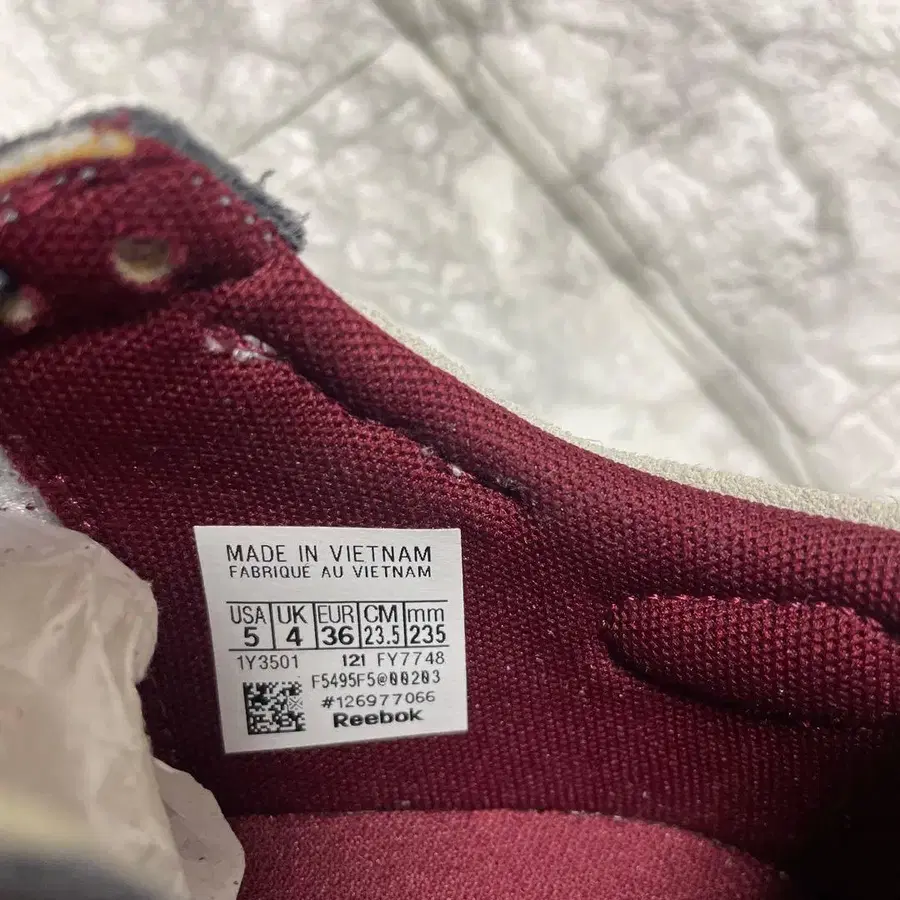 MADE IN VIETNAM
FABRIQUÉ AU VIETNAM
USA UK EUR CM mm
5 4 36 23.5 235
1Y3501 121 FY7748
F5495F5@00203
#126977066
Reebok